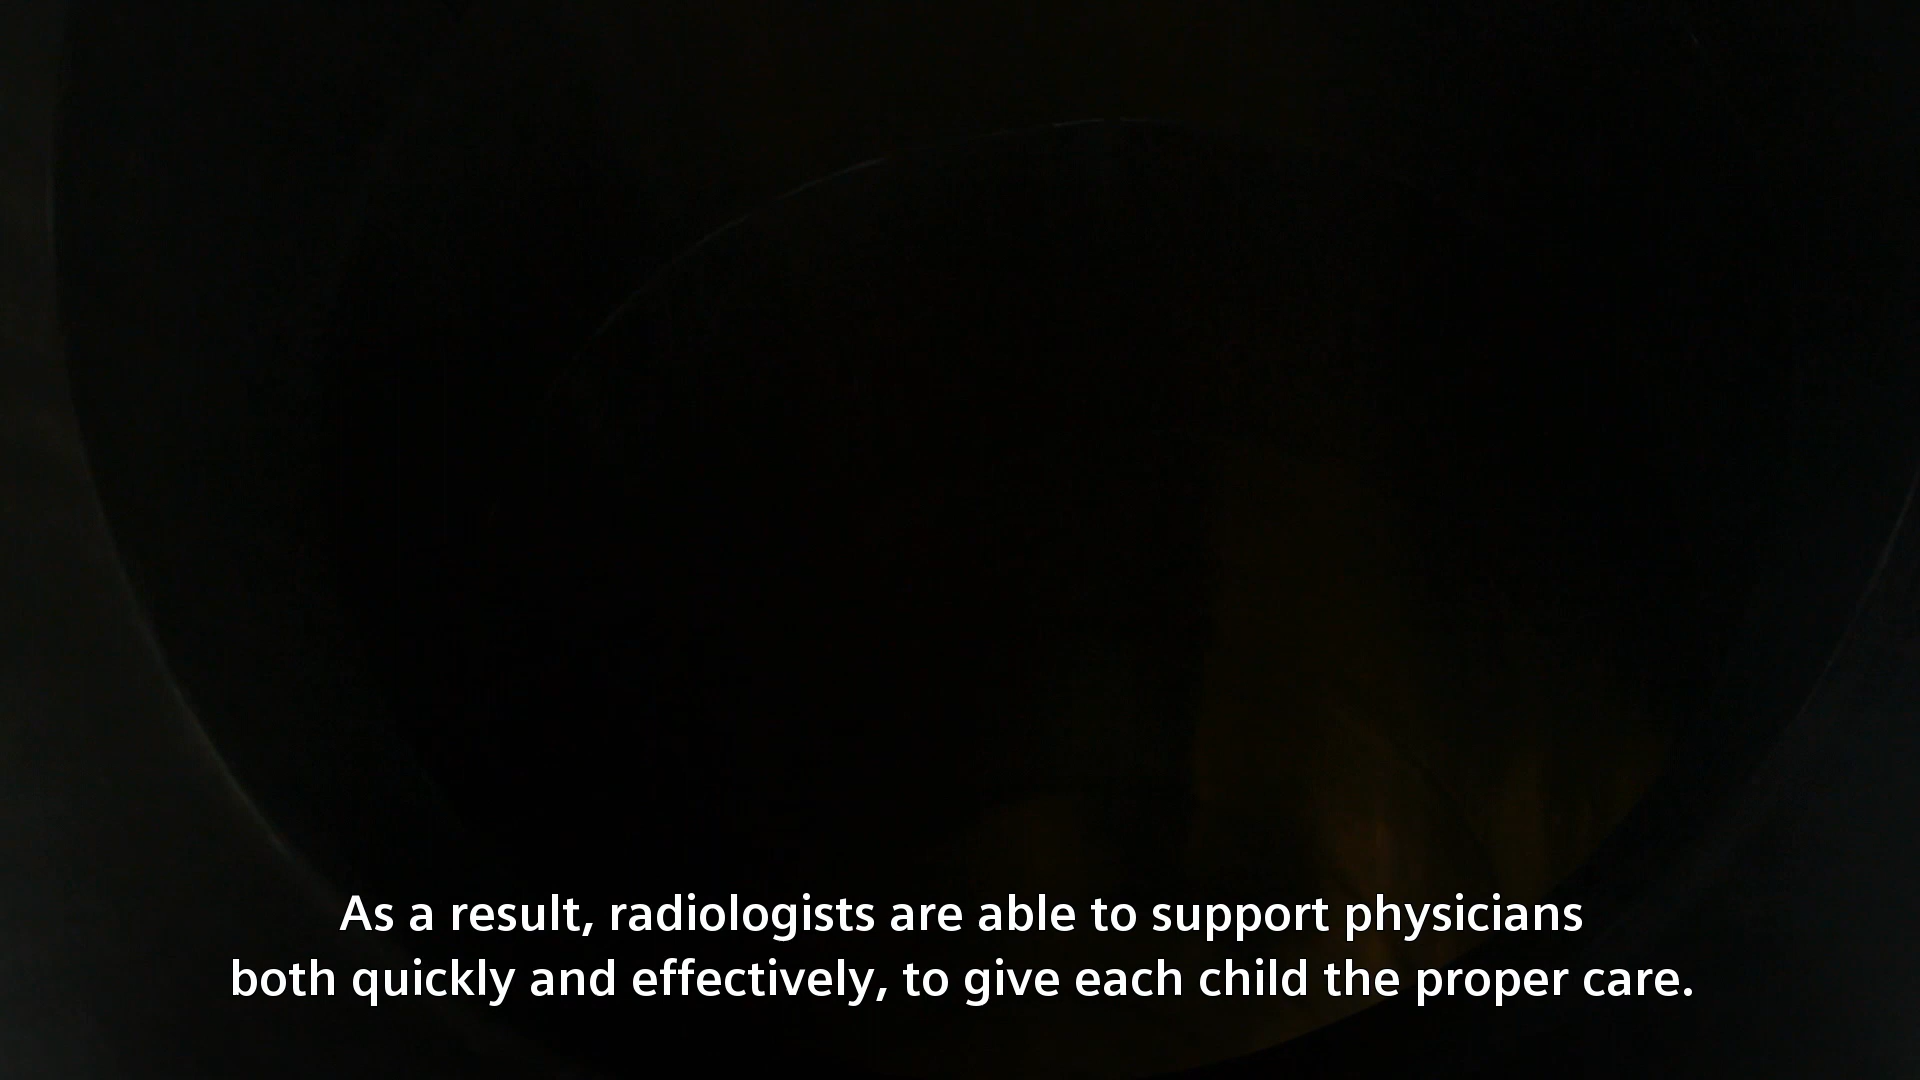 As a result, radiologists are able to support physicians
both quickly and effectively, to give each child the proper care.